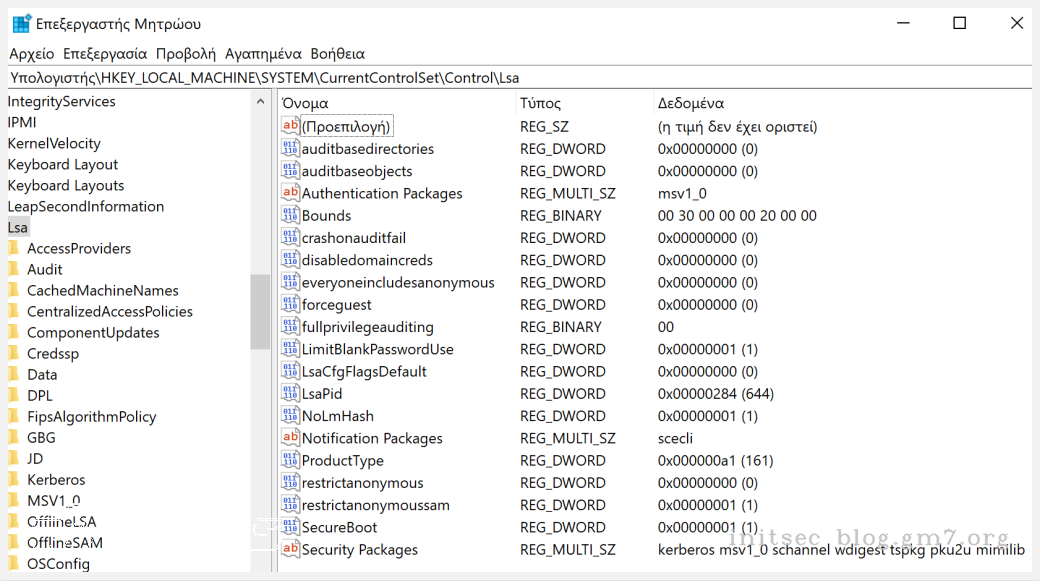 Επεξεργαστής Μητρώου
Αρχείο Επεξεργασία Προβολή Αγαπημένα Βοήθεια
Υπολογιστής\HKEY_LOCAL_MACHINE\SYSTEM\CurrentControlSet\Control\Lsa
IntegrityServices
IPMI
KernelVelocity
Keyboard Layout
Keyboard Layouts
LeapSecondInformation
Lsa
AccessProviders
Audit
CachedMachineNames
CentralizedAccessPolicies
ComponentUpdates
Credssp
Data
DPL
FipsAlgorithmPolicy
GBG
JD
Kerberos
MSV1_0
OfflineLSA
OfflineSAM
OSConfig
Όνομα Τύπος Δεδομένα
(Προεπιλογή) REG_SZ (η τιμή δεν έχει οριστεί)
auditbasedirectories REG_DWORD 0x00000000 (0)
auditbaseobjects REG_DWORD 0x00000000 (0)
Authentication Packages REG_MULTI_SZ msv1_0
Bounds REG_BINARY 00 30 00 00 00 20 00 00
crashonauditfail REG_DWORD 0x00000000 (0)
disabledomaincreds REG_DWORD 0x00000000 (0)
everyoneincludesanonymous REG_DWORD 0x00000000 (0)
forceguest REG_DWORD 0x00000000 (0)
fullprivilegeauditing REG_BINARY 00
LimitBlankPasswordUse REG_DWORD 0x00000001 (1)
LsaCfgFlagsDefault REG_DWORD 0x00000000 (0)
LsaPid REG_DWORD 0x00000284 (644)
NoLmHash REG_DWORD 0x00000001 (1)
Notification Packages REG_MULTI_SZ scecli
ProductType REG_DWORD 0x000000a1 (161)
restrictanonymous REG_DWORD 0x00000000 (0)
restrictanonymoussam REG_DWORD 0x00000001 (1)
SecureBoot REG_DWORD 0x00000001 (1)
initsec_blog.gm7.org
Security Packages REG_MULTI_SZ kerberos msv1_0 schannel wdigest tspkg pku2u mimilib